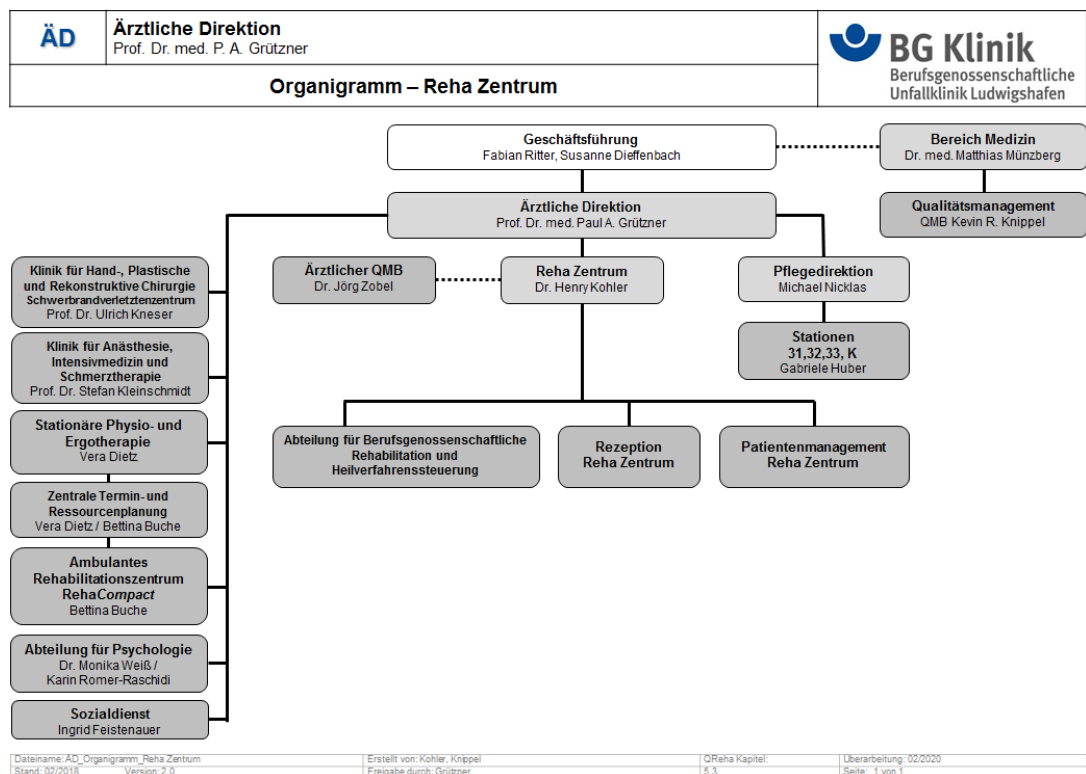 ÄD
Ärztliche Direktion
Prof. Dr. med. P. A. Grützner
Organigramm – Reha Zentrum
BG Klinik
Berufsgenossenschaftliche
Unfallklinik Ludwigshafen
Geschäftsführung
Fabian Ritter, Susanne Dieffenbach
Bereich Medizin
Dr. med. Matthias Münzberg
Ärztliche Direktion
Prof. Dr. med. Paul A. Grützner
Qualitätsmanagement
QMB Kevin R. Knippel
Ärztlicher QMB
Dr. Jörg Zobel
Reha Zentrum
Dr. Henry Kohler
Pflegedirektion
Michael Nicklas
Stationen
31,32,33, K
Gabriele Huber
Klinik für Hand-, Plastische
und Rekonstruktive Chirurgie
Schwerbrandverletztenzentrum
Prof. Dr. Ulrich Kneser
Klinik für Anästhesie,
Intensivmedizin und
Schmerztherapie
Prof. Dr. Stefan Kleinschmidt
Stationäre Physio- und
Ergotherapie
Vera Dietz
Zentrale Termin- und
Ressourcenplanung
Vera Dietz / Bettina Buche
Ambulantes
Rehabilitationszentrum
RehaCompact
Bettina Buche
Abteilung für Psychologie
Dr. Monika Weiß /
Karin Romer-Raschidi
Sozialdienst
Ingrid Feistenauer
Abteilung für Berufsgenossenschaftliche
Rehabilitation und
Heilverfahrenssteuerung
Rezeption
Reha Zentrum
Patientenmanagement
Reha Zentrum
Dateiname: ÄD_Organigramm_Reha Zentrum
Erstellt von: Kohler, Knippel
QReha Kapitel:
Überarbeitung: 02/2020
Stand: 02/2018 Version: 2.0
Freigabe durch: Grützner
5.3
Seite: 1 von 1